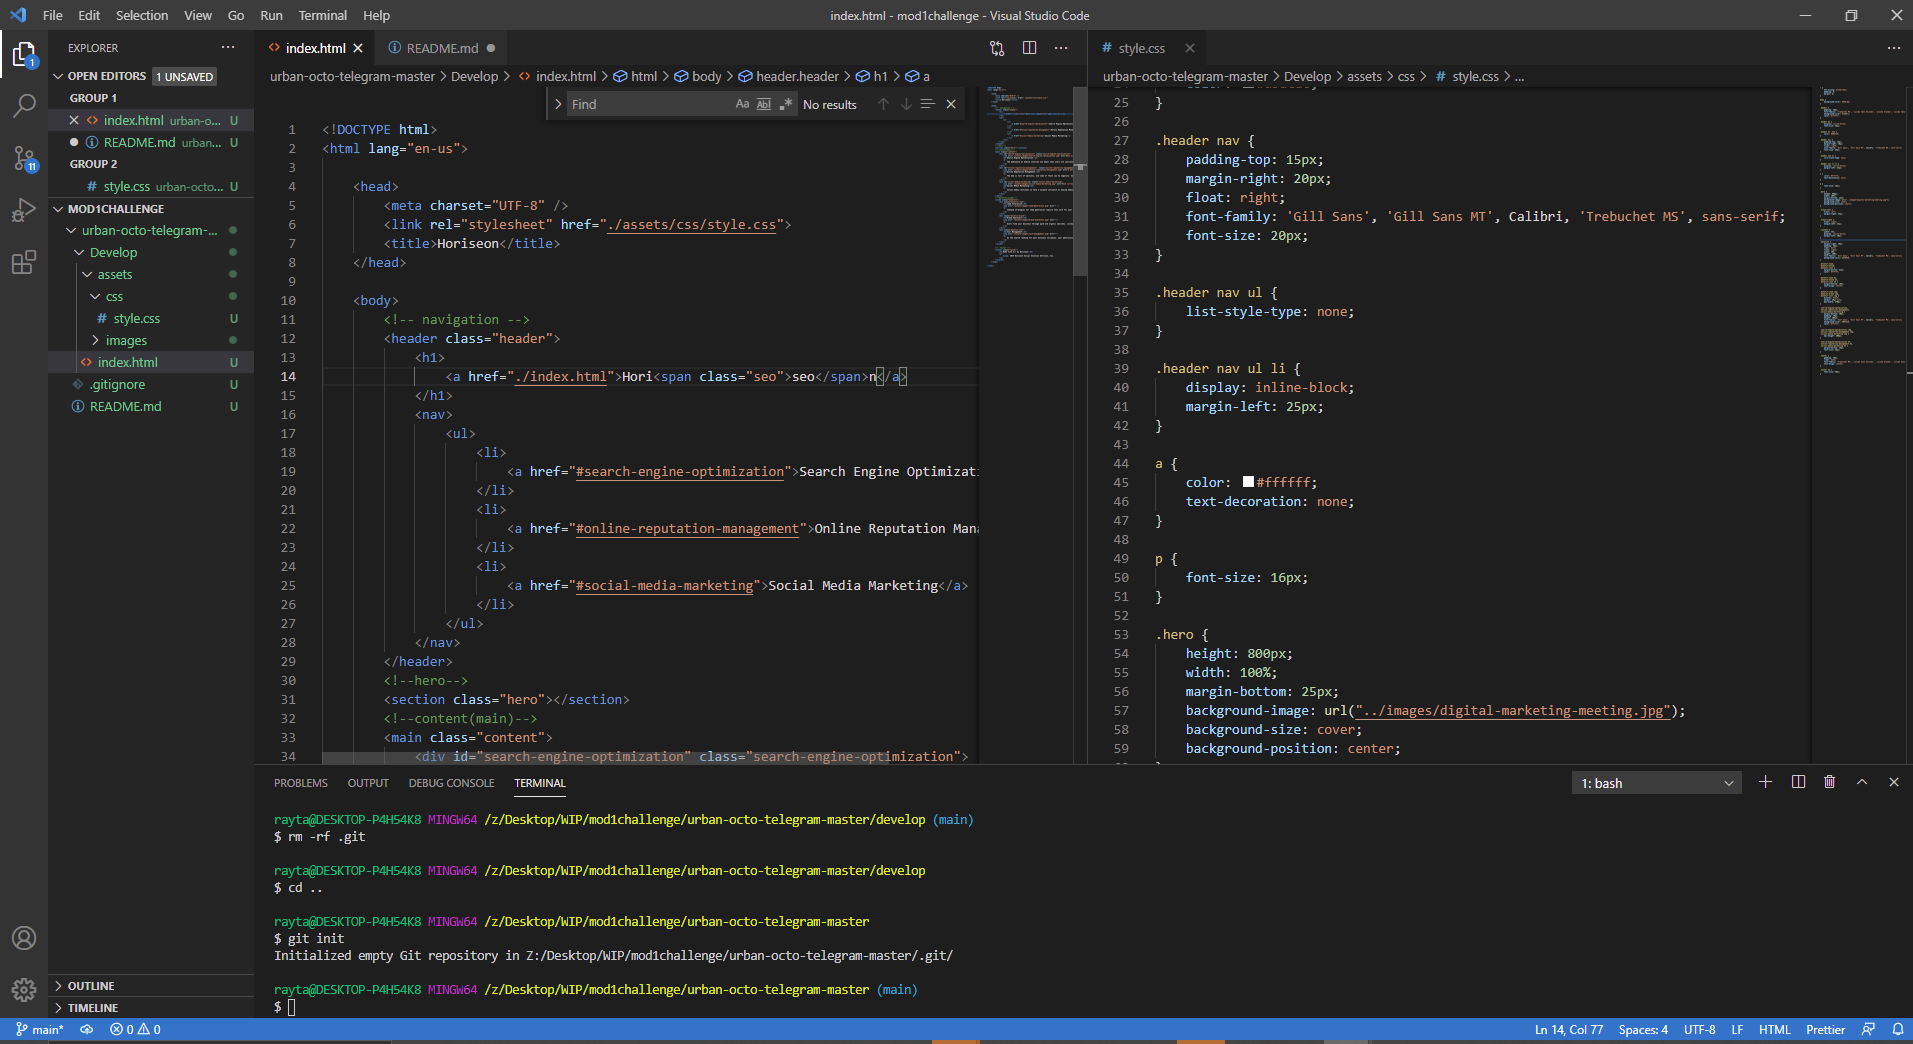 File Edit Selection View Go Run Terminal Help
index.html - mod1challenge - Visual Studio Code
EXPLORER
OPEN EDITORS 1 UNSAVED
GROUP 1
index.html urban-o... U
README.md urban... U
GROUP 2
style.css urban-octo... U
MOD1CHALLENGE
urban-octo-telegram-...
Develop
assets
css
style.css U
images
index.html U
.gitignore U
README.md U
OUTLINE
TIMELINE
index.html
README.md
urban-octo-telegram-master > Develop > index.html > html > body > header.header > h1 > a
Find Aa Abl .* No results
1 <!DOCTYPE html>
2 <html lang="en-us">
3
4 <head>
5 <meta charset="UTF-8" />
6 <link rel="stylesheet" href="./assets/css/style.css">
7 <title>Horiseon</title>
8 </head>
9
10 <body>
11 <!-- navigation -->
12 <header class="header">
13 <h1>
14 <a href="./index.html">Hori<span class="seo">seo</span>n</a>
15 </h1>
16 <nav>
17 <ul>
18 <li>
19 <a href="#search-engine-optimization">Search Engine Optimizati
20 </li>
21 <li>
22 <a href="#online-reputation-management">Online Reputation Mana
23 </li>
24 <li>
25 <a href="#social-media-marketing">Social Media Marketing</a>
26 </li>
27 </ul>
28 </nav>
29 </header>
30 <!--hero-->
31 <section class="hero"></section>
32 <!--content(main)-->
33 <main class="content">
34 <div id="search-engine-optimization" class="search-engine-optimization">
style.css
urban-octo-telegram-master > Develop > assets > css > # style.css > ...
25 }
26
27 .header nav {
28 padding-top: 15px;
29 margin-right: 20px;
30 float: right;
31 font-family: 'Gill Sans', 'Gill Sans MT', Calibri, 'Trebuchet MS', sans-serif;
32 font-size: 20px;
33 }
34
35 .header nav ul {
36 list-style-type: none;
37 }
38
39 .header nav ul li {
40 display: inline-block;
41 margin-left: 25px;
42 }
43
44 a {
45 color: #ffffff;
46 text-decoration: none;
47 }
48
49 p {
50 font-size: 16px;
51 }
52
53 .hero {
54 height: 800px;
55 width: 100%;
56 margin-bottom: 25px;
57 background-image: url("../images/digital-marketing-meeting.jpg");
58 background-size: cover;
59 background-position: center;
PROBLEMS OUTPUT DEBUG CONSOLE TERMINAL
1: bash
rayta@DESKTOP-P4H54K8 MINGW64 /z/Desktop/WIP/mod1challenge/urban-octo-telegram-master/develop (main)
$ rm -rf .git
rayta@DESKTOP-P4H54K8 MINGW64 /z/Desktop/WIP/mod1challenge/urban-octo-telegram-master/develop
$ cd ..
rayta@DESKTOP-P4H54K8 MINGW64 /z/Desktop/WIP/mod1challenge/urban-octo-telegram-master
$ git init
Initialized empty Git repository in Z:/Desktop/WIP/mod1challenge/urban-octo-telegram-master/.git/
rayta@DESKTOP-P4H54K8 MINGW64 /z/Desktop/WIP/mod1challenge/urban-octo-telegram-master (main)
$
main* 0 0
Ln 14, Col 77 Spaces: 4 UTF-8 LF HTML Prettier